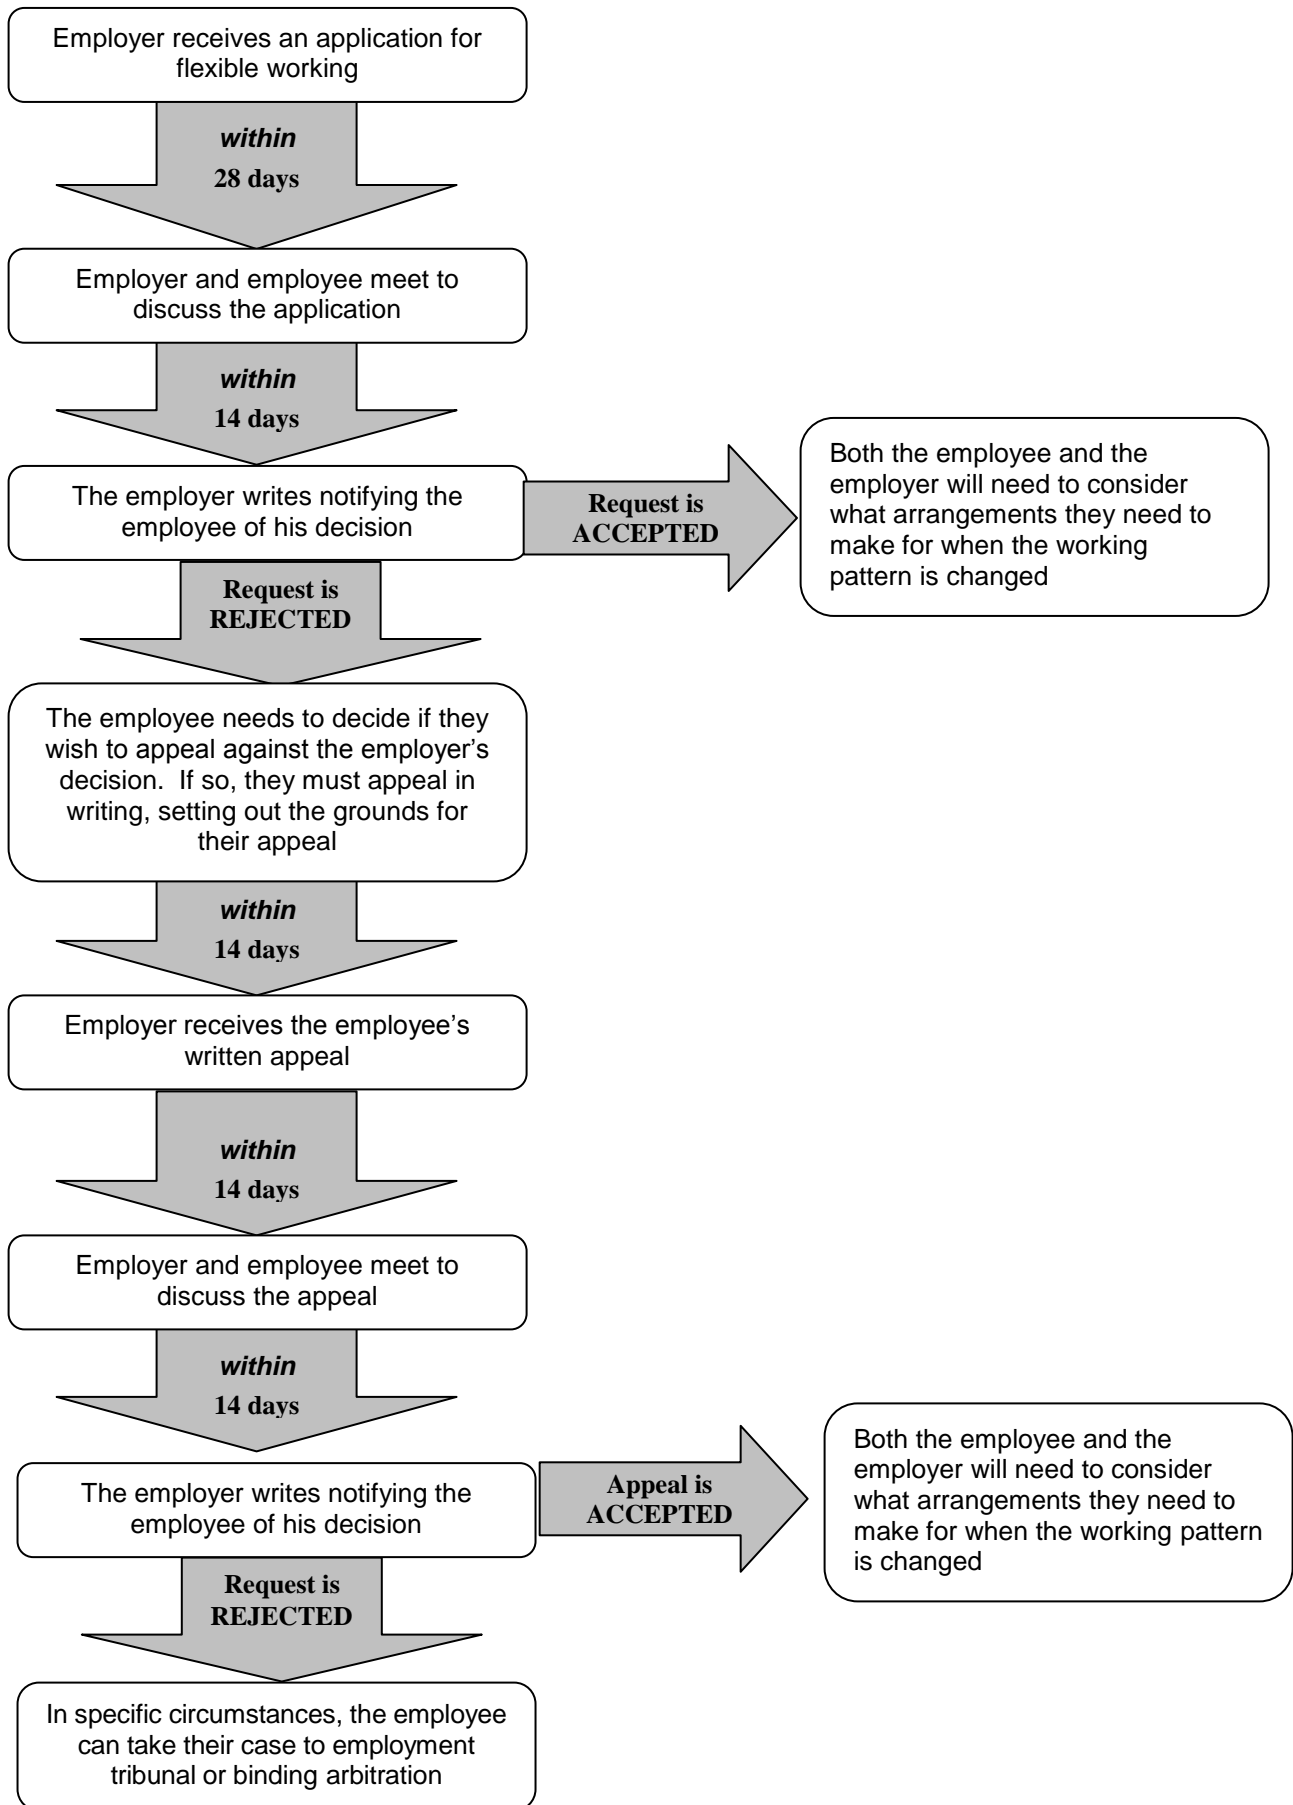 Employer receives an application for
flexible working
within
28 days
Employer and employee meet to
discuss the application
within
14 days
The employer writes notifying the
employee of his decision
Request is
ACCEPTED
Both the employee and the
employer will need to consider
what arrangements they need to
make for when the working
pattern is changed
Request is
REJECTED
The employee needs to decide if they
wish to appeal against the employer’s
decision.  If so, they must appeal in
writing, setting out the grounds for
their appeal
within
14 days
Employer receives the employee’s
written appeal
within
14 days
Employer and employee meet to
discuss the appeal
within
14 days
The employer writes notifying the
employee of his decision
Appeal is
ACCEPTED
Both the employee and the
employer will need to consider
what arrangements they need to
make for when the working pattern
is changed
Request is
REJECTED
In specific circumstances, the employee
can take their case to employment
tribunal or binding arbitration